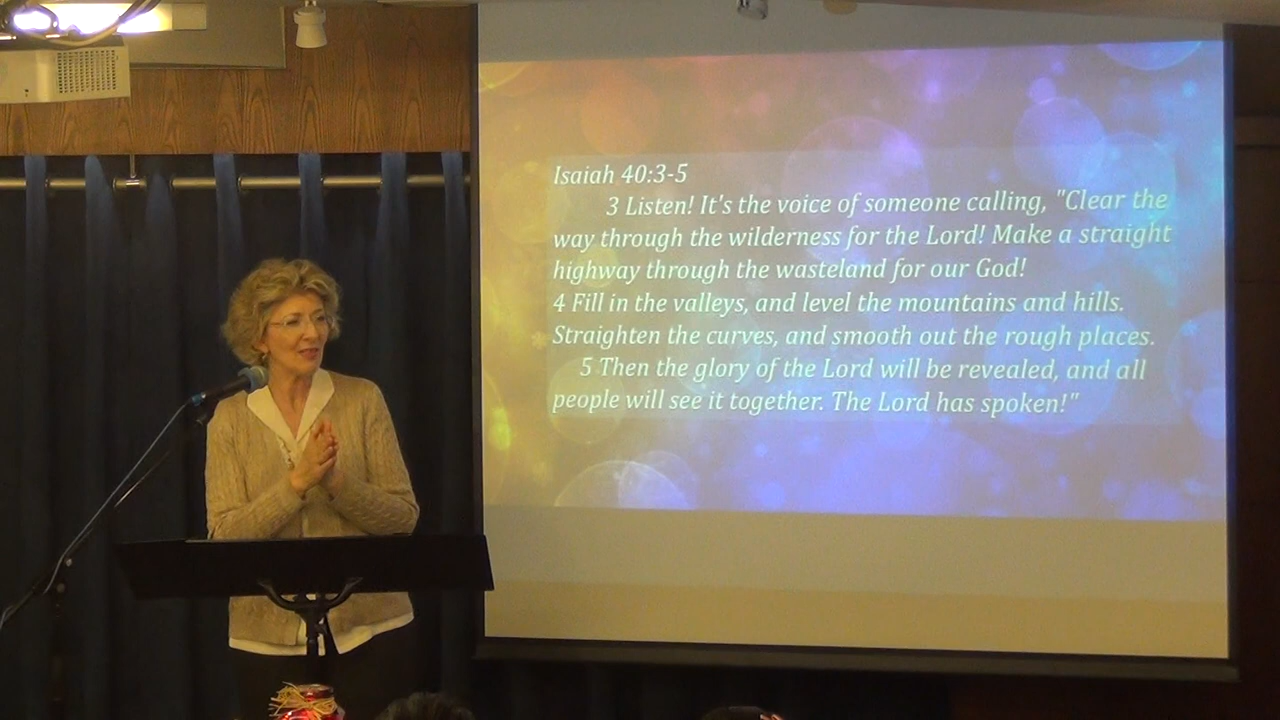 Isaiah 40:3-5
3 Listen! It's the voice of someone calling, "Clear the
way through the wilderness for the Lord! Make a straight
highway through the wasteland for our God!
4 Fill in the valleys, and level the mountains and hills.
Straighten the curves, and smooth out the rough places.
5 Then the glory of the Lord will be revealed, and all
people will see it together. The Lord has spoken!"